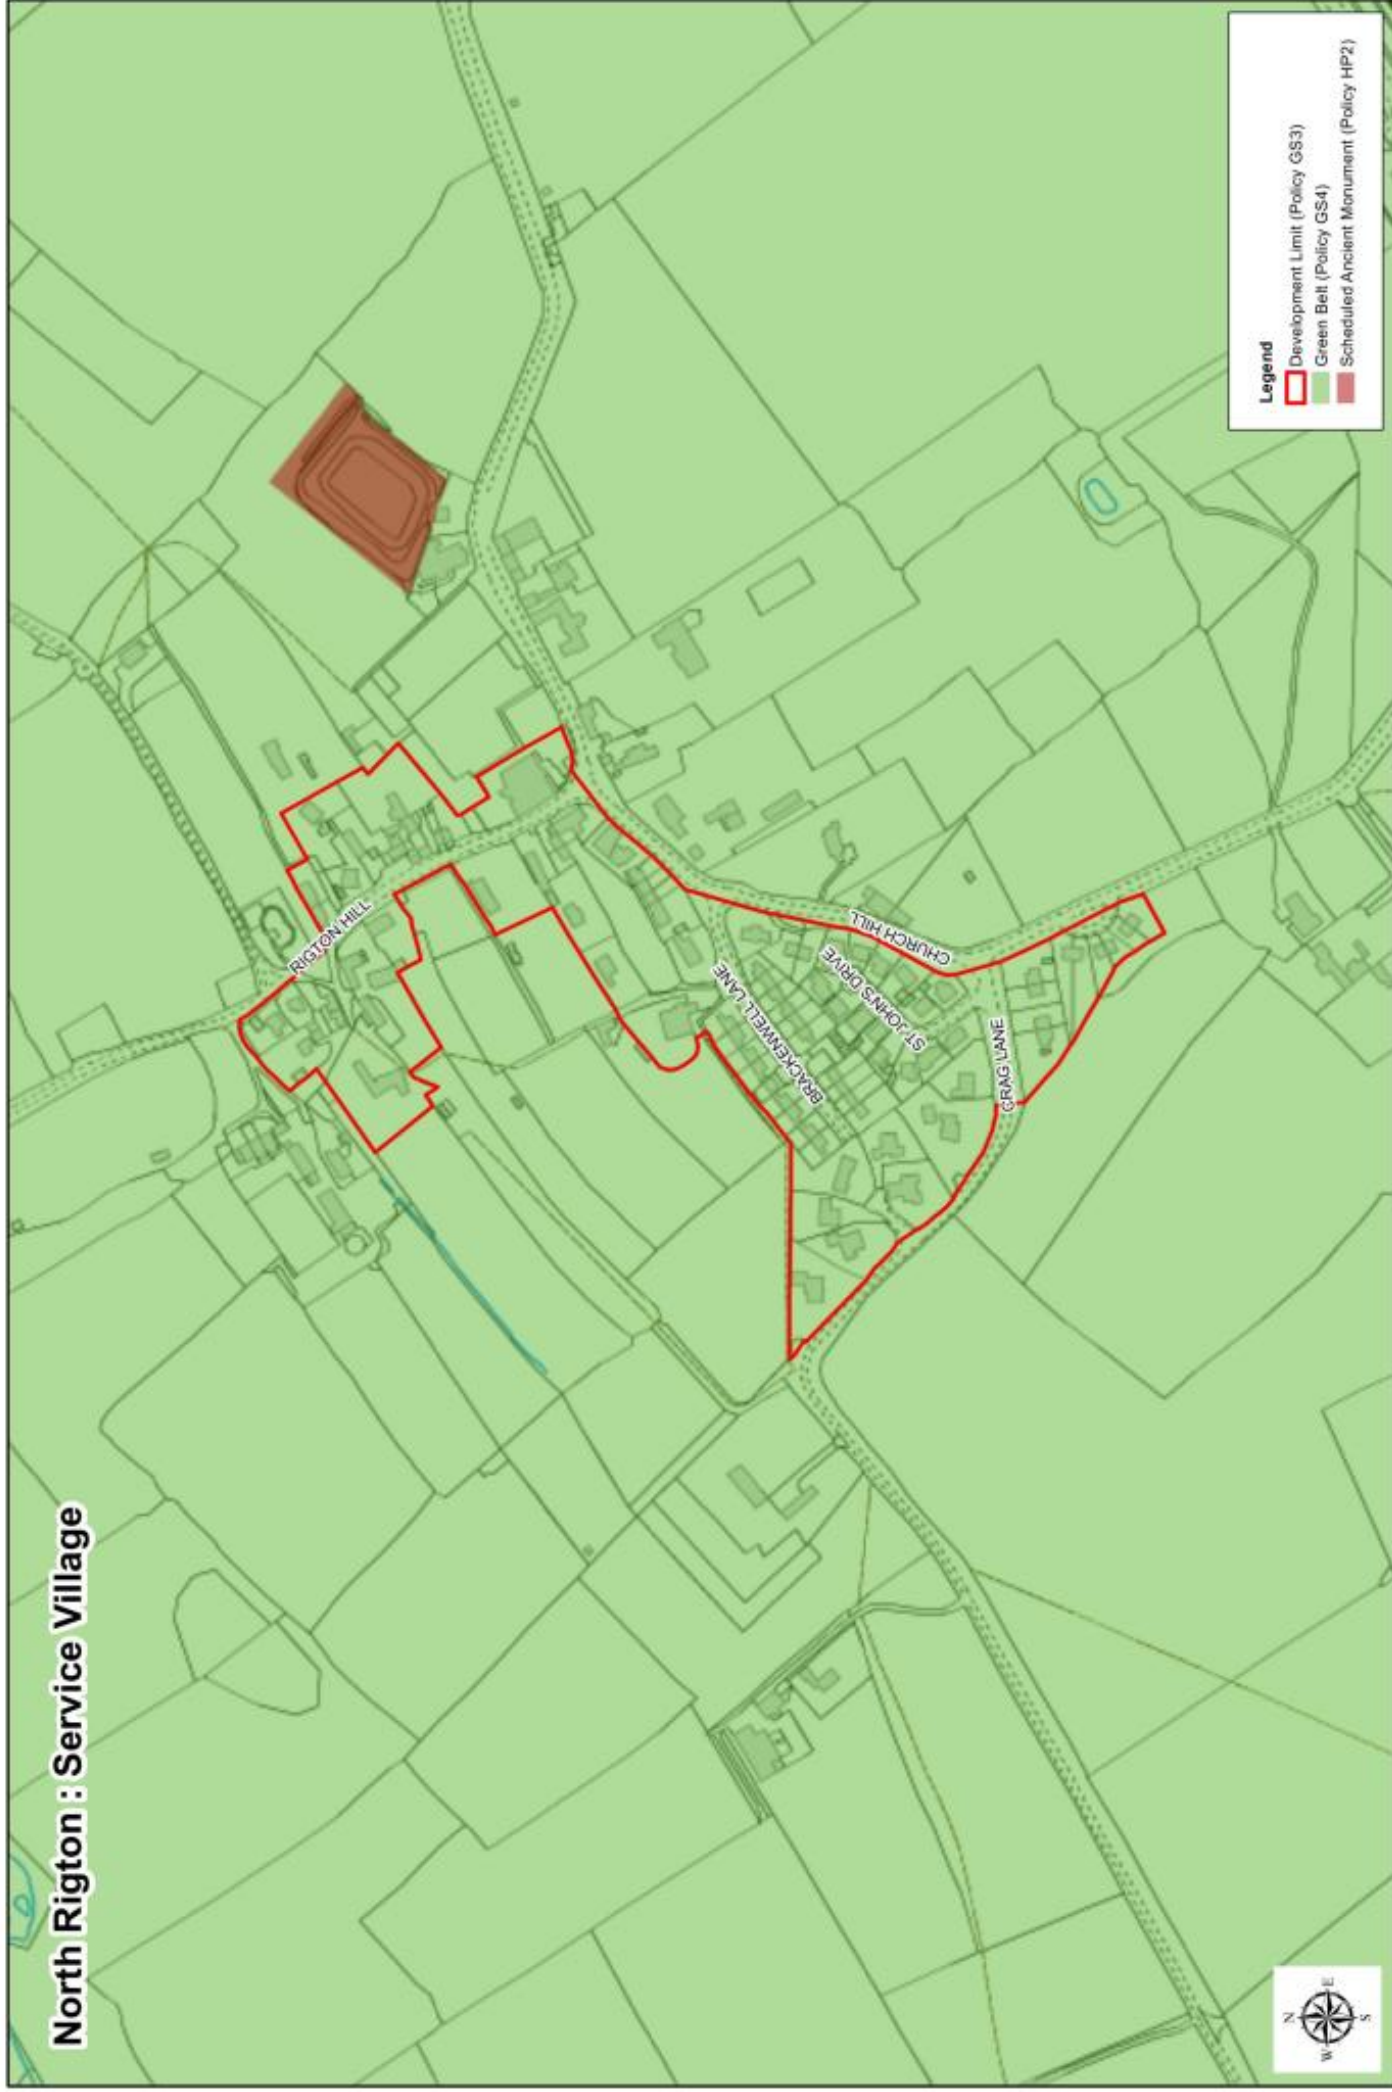 North Rigton : Service Village
RIGTON HILL
BRACKENWELL LANE
ST JOHN'S DRIVE
CHURCH HILL
CRAG LANE
Legend
Development Limit (Policy GS3)
Green Belt (Policy GS4)
Scheduled Ancient Monument (Policy HP2)
N
W
E
S